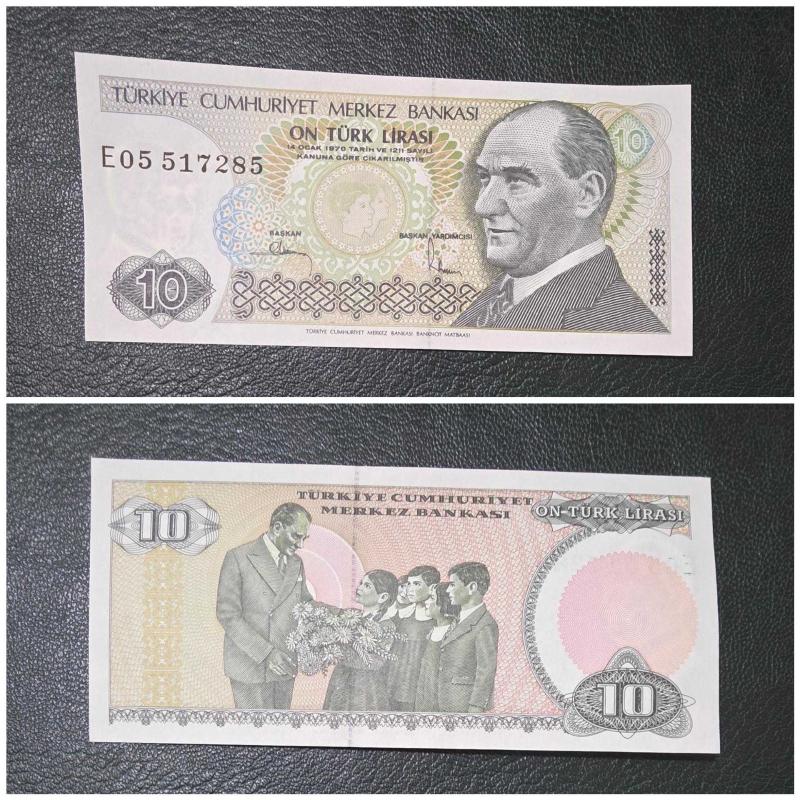 TÜRKİYE CUMHURİYET MERKEZ BANKASI
ON TÜRK LİRASI
14 OCAK 1970 TARİH VE 1211 SAYILI
KANUNA GÖRE ÇIKARILMIŞTIR
10
E05 517285
BAŞKAN
BAŞKAN YARDIMCISI
10
TÜRKİYE CUMHURİYET MERKEZ BANKASI BANKNOT MATBAASI
TÜRKİYE CUMHURİYET
MERKEZ BANKASI
ON TÜRK LİRASI
10
10